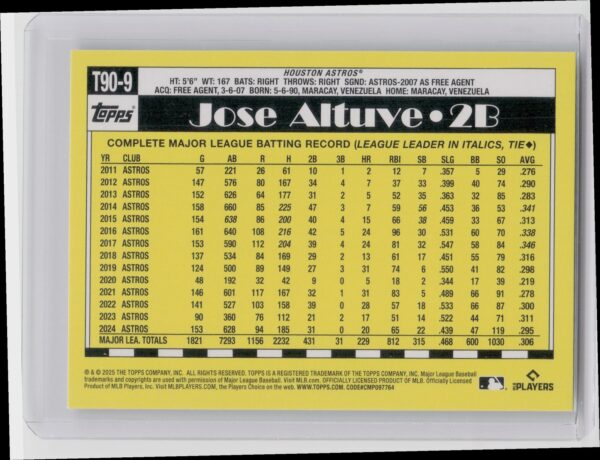 T90-9
HOUSTON ASTROS®
HT: 5'6" WT: 167 BATS: RIGHT THROWS: RIGHT SGND: ASTROS-2007 AS FREE AGENT
ACQ: FREE AGENT, 3-6-07 BORN: 5-6-90, MARACAY, VENEZUELA HOME: MARACAY, VENEZUELA
Topps
JOSE ALTUVE • 2B
COMPLETE MAJOR LEAGUE BATTING RECORD (LEAGUE LEADER IN ITALICS, TIE♦)
YR CLUB G AB R H 2B 3B HR RBI SB SLG BB SO AVG
2011 ASTROS 57 221 26 61 10 1 2 12 7 .357 5 29 .276
2012 ASTROS 147 576 80 167 34 4 7 37 33 .399 40 74 .290
2013 ASTROS 152 626 64 177 31 2 5 52 35 .363 32 85 .283
2014 ASTROS 158 660 85 225 47 3 7 59 56 .453 36 53 .341
2015 ASTROS 154 638 86 200 40 4 15 66 38 .459 33 67 .313
2016 ASTROS 161 640 108 216 42 5 24 96 30 .531 60 70 .338
2017 ASTROS 153 590 112 204 39 4 24 81 32 .547 58 84 .346
2018 ASTROS 137 534 84 169 29 2 13 61 17 .451 55 79 .316
2019 ASTROS 124 500 89 149 27 3 31 74 6 .550 41 82 .298
2020 ASTROS 48 192 32 42 9 0 5 18 2 .344 17 39 .219
2021 ASTROS 146 601 117 167 32 1 31 83 5 .489 66 91 .278
2022 ASTROS 141 527 103 158 39 0 28 57 18 .533 66 87 .300
2023 ASTROS 90 360 76 112 21 2 17 51 14 .522 44 71 .311
2024 ASTROS 153 628 94 185 31 0 20 65 22 .439 47 119 .295
MAJOR LEA. TOTALS 1821 7293 1156 2232 431 31 229 812 315 .468 600 1030 .306
® & © 2025 THE TOPPS COMPANY, INC. ALL RIGHTS RESERVED. TOPPS IS A REGISTERED TRADEMARK OF THE TOPPS COMPANY, INC. Major League Baseball
trademarks and copyrights are used with permission of Major League Baseball. Visit MLB.com. OFFICIALLY LICENSED PRODUCT OF MLB. Officially Licensed
Product of MLB Players, Inc. Visit MLBPLAYERS.com, the Players Choice on the web. WWW.TOPPS.COM. CODE#CMP097764
MLB PLAYERS